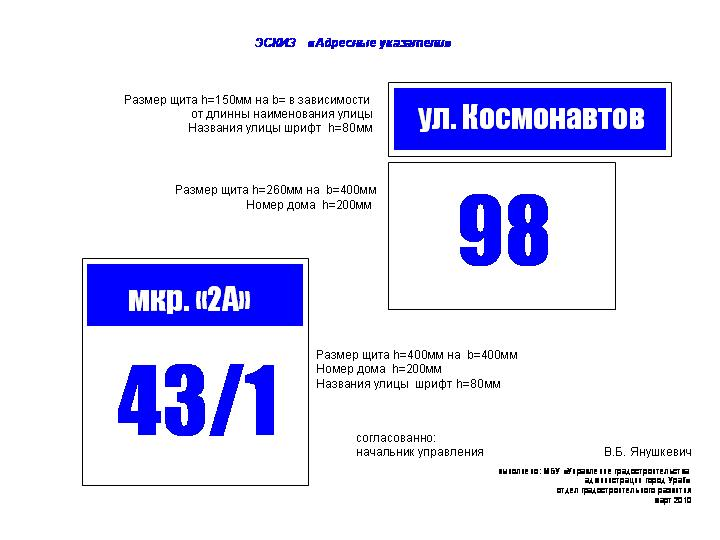 ЭСКИЗ «Адресные указатели»
Размер щита h=150мм на b= в зависимости
от длинны наименования улицы
Названия улицы шрифт h=80мм
ул. Космонавтов
Размер щита h=260мм на b=400мм
Номер дома h=200мм
98
мкр. «2А»
43/1
Размер щита h=400мм на b=400мм
Номер дома h=200мм
Названия улицы шрифт h=80мм
согласованно:
начальник управления В.Б. Янушкевич
выполнено: МБУ «Управление градостроительства
администрации город Урай»
отдел градостроительного развития
март 2010